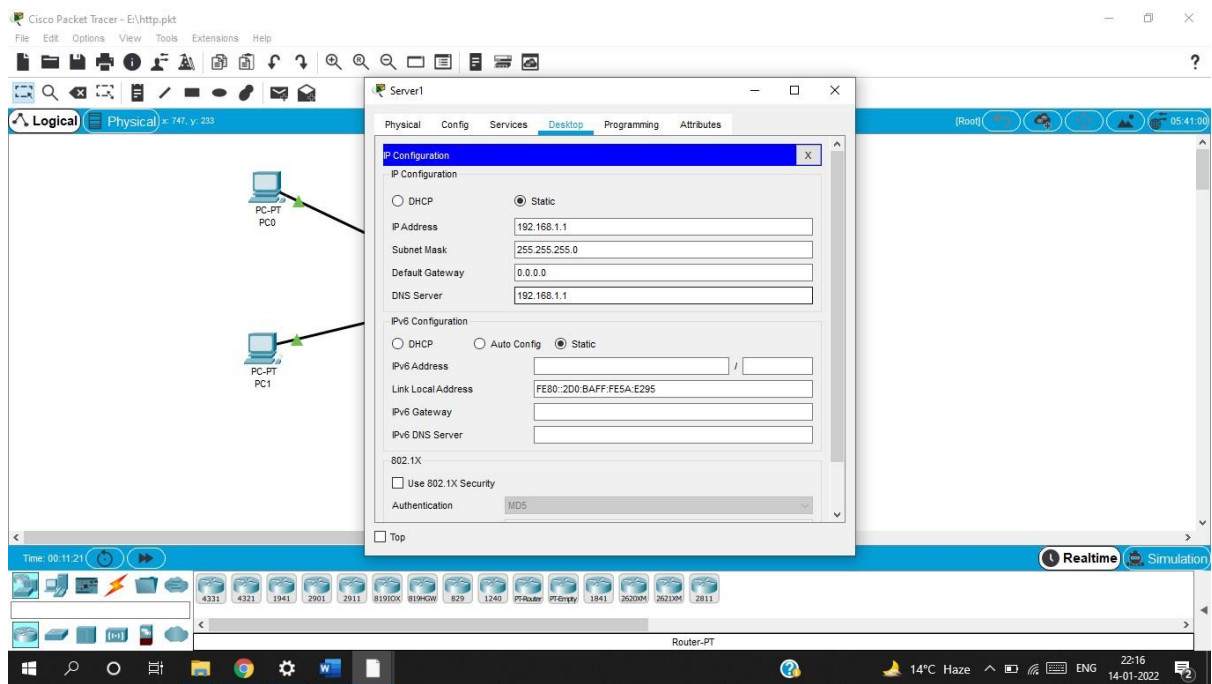 Cisco Packet Tracer - E:\http.pkt
File Edit Options View Tools Extensions Help
?
Server1
Logical Physical x: 747, y: 233
[Root] 05:41:00
Physical Config Services Desktop Programming Attributes
IP Configuration X
IP Configuration
DHCP Static
IP Address 192.168.1.1
Subnet Mask 255.255.255.0
Default Gateway 0.0.0.0
DNS Server 192.168.1.1
IPv6 Configuration
DHCP Auto Config Static
IPv6 Address /
Link Local Address FE80::2D0:BAFF:FE5A:E295
IPv6 Gateway
IPv6 DNS Server
802.1X
Use 802.1X Security
Authentication MD5
Top
PC-PT
PC0
PC-PT
PC1
Time: 00:11:21
Realtime Simulation
4331 4321 1941 2901 2911 819IOX 819HGW 829 1240 PT-Router PT-Empty 1841 2620XM 2621XM 2811
Router-PT
14°C Haze ENG 22:16
14-01-2022
2